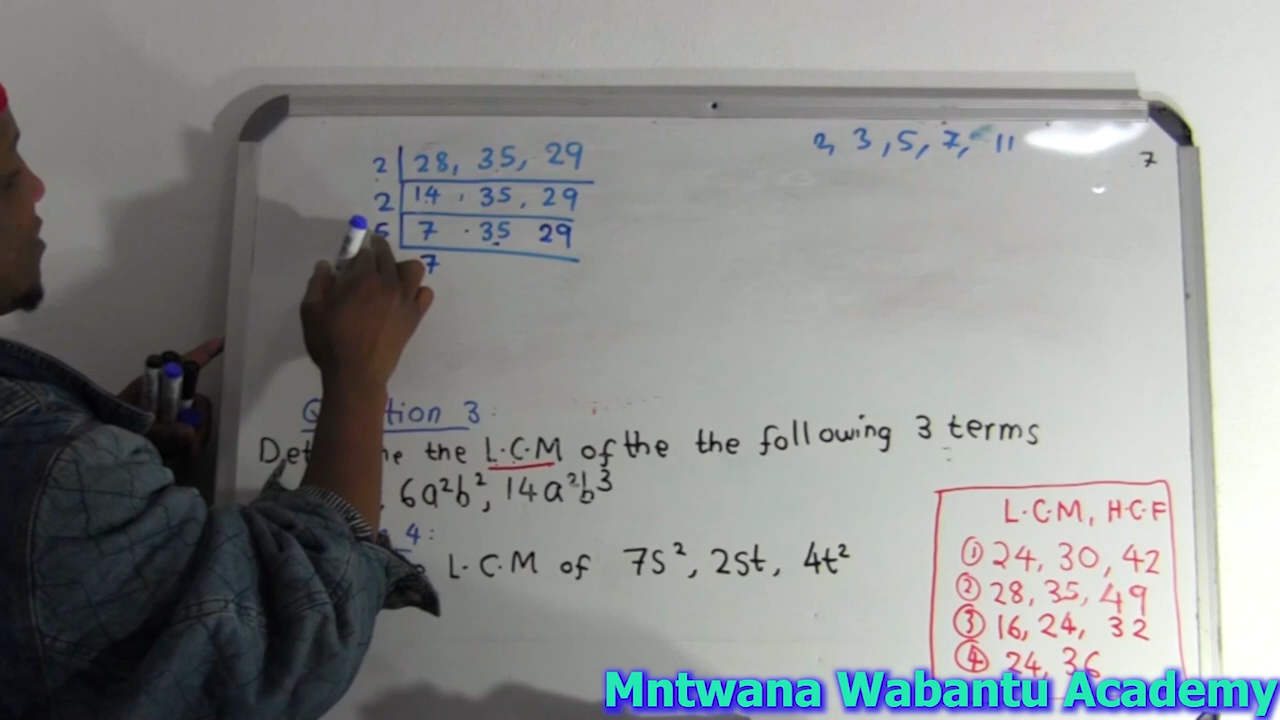 2, 3, 5, 7, 11
7
2 | 28, 35, 29
2 | 14, 35, 29
5 | 7 . 35 29
7
Question 3:
the L.C.M of the the following 3 terms
, 6a²b², 14a²b³
4:
L.C.M of 7s², 2st, 4t²
L.C.M, H.C.F
① 24, 30, 42
② 28, 35, 49
③ 16, 24, 32
④ 24, 36
Mntwana Wabantu Academy